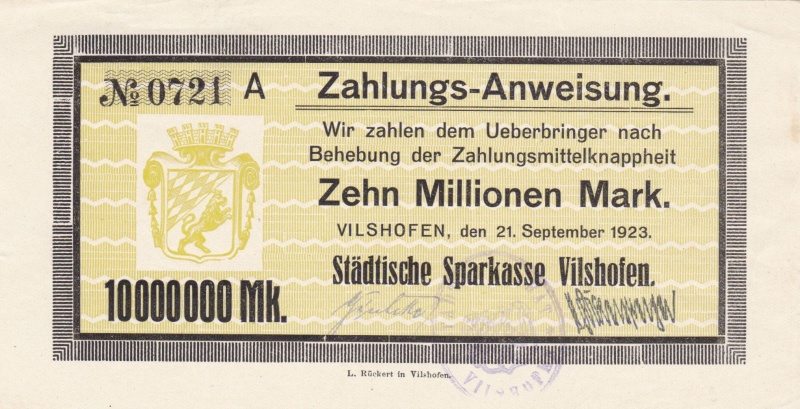 № 0721 A
Zahlungs-Anweisung.
Wir zahlen dem Ueberbringer nach
Behebung der Zahlungsmittelknappheit
Zehn Millionen Mark.
VILSHOFEN, den 21. September 1923.
Städtische Sparkasse Vilshofen.
10000000 Mk.
L. Rückert in Vilshofen.